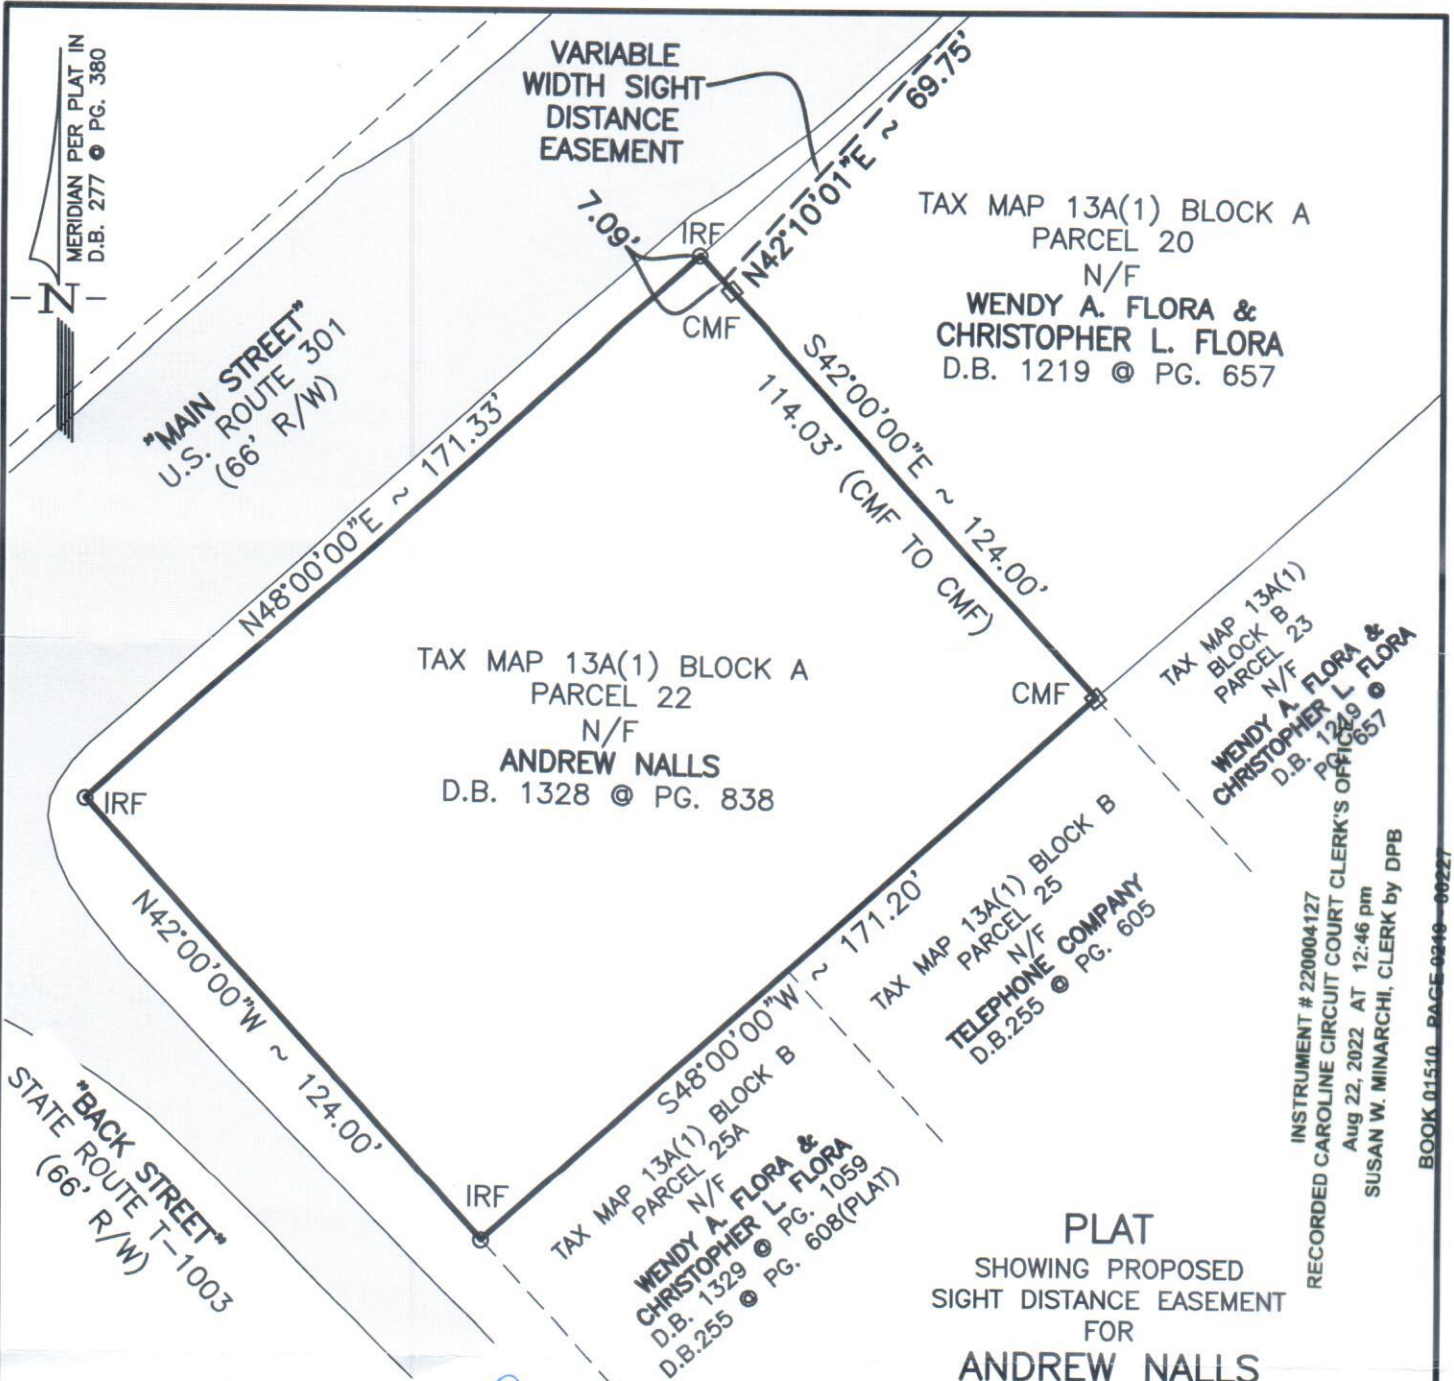 MERIDIAN PER PLAT IN
D.B. 277 @ PG. 380
N
VARIABLE
WIDTH SIGHT
DISTANCE
EASEMENT
7.09'
N42°10'01"E ~ 69.75'
IRF
CMF
TAX MAP 13A(1) BLOCK A
PARCEL 20
N/F
WENDY A. FLORA &
CHRISTOPHER L. FLORA
D.B. 1219 @ PG. 657
"MAIN STREET"
U.S. ROUTE 301
(66' R/W)
N48°00'00"E ~ 171.33'
S42°00'00"E ~ 124.00'
114.03' (CMF TO CMF)
TAX MAP 13A(1) BLOCK A
PARCEL 22
N/F
ANDREW NALLS
D.B. 1328 @ PG. 838
CMF
IRF
TAX MAP 13A(1)
BLOCK B
PARCEL 23
N/F
WENDY A. FLORA &
CHRISTOPHER L. FLORA
D.B. 1219 @
PG. 657
N42°00'00"W ~ 124.00'
S48°00'00"W ~ 171.20'
TAX MAP 13A(1) BLOCK B
PARCEL 25
N/F
TELEPHONE COMPANY
D.B.255 @ PG. 605
"BACK STREET"
STATE ROUTE T-1003
(66' R/W)
IRF
TAX MAP 13A(1) BLOCK B
PARCEL 25A
N/F
WENDY A. FLORA &
CHRISTOPHER L. FLORA
D.B. 1329 @ PG. 1059
D.B.255 @ PG. 608(PLAT)
INSTRUMENT # 220004127
RECORDED CAROLINE CIRCUIT COURT CLERK'S OFFICE
Aug 22, 2022 AT 12:46 pm
SUSAN W. MINARCHI, CLERK by DPB
BOOK 01510 PAGE 0219 - 00227
PLAT
SHOWING PROPOSED
SIGHT DISTANCE EASEMENT
FOR
ANDREW NALLS